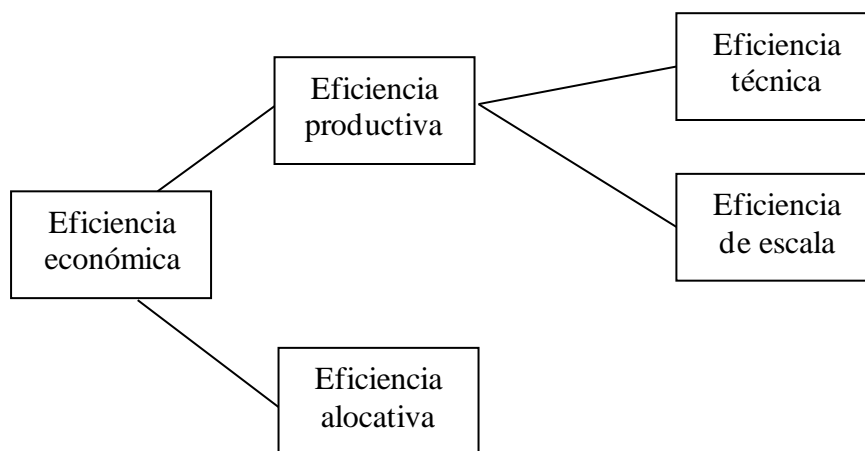 Eficiencia
técnica
Eficiencia
productiva
Eficiencia
de escala
Eficiencia
económica
Eficiencia
alocativa